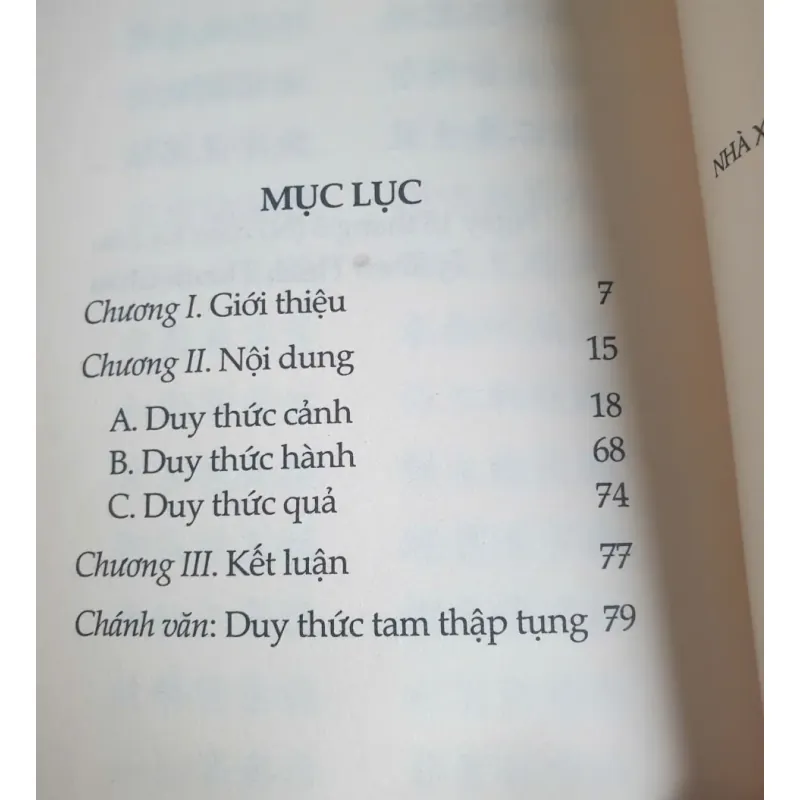 MỤC LỤC
Chương I. Giới thiệu 7
Chương II. Nội dung 15
A. Duy thức cảnh 18
B. Duy thức hành 68
C. Duy thức quả 74
Chương III. Kết luận 77
Chánh văn: Duy thức tam thập tụng 79
NHÀ X